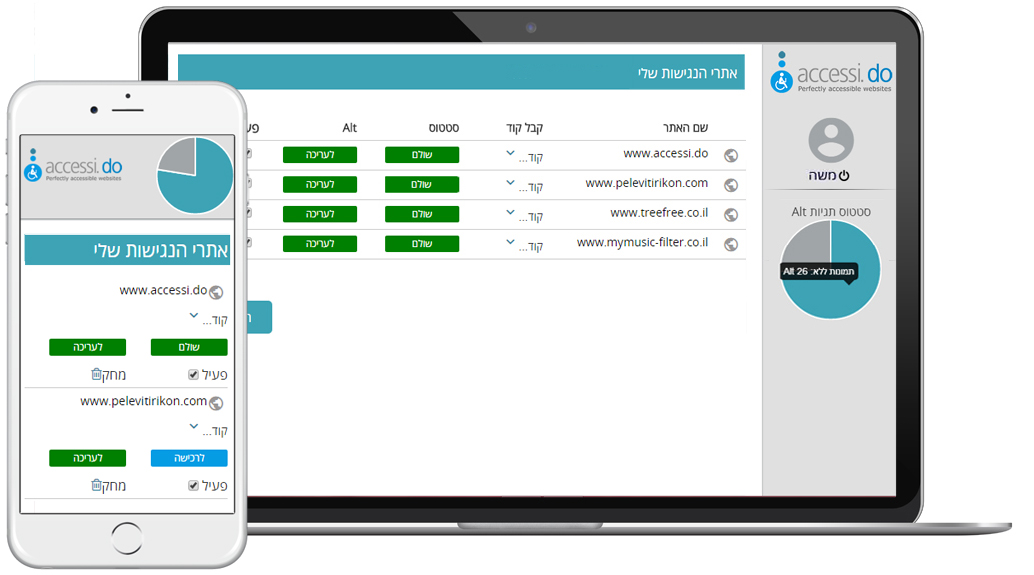 אתרי הנגישות שלי
שם האתר קבל קוד סטטוס Alt
www.accessi.do קוד... שולם לעריכה
www.pelevitirikon.com קוד... שולם לעריכה
www.treefree.co.il קוד... שולם לעריכה
www.mymusic-filter.co.il קוד... שולם לעריכה
accessi.do
Perfectly accessible websites
משה
סטטוס תגיות Alt
תמונות ללא: 26 Alt
accessi.do
Perfectly accessible websites
אתרי הנגישות שלי
www.accessi.do
קוד...
שולם לעריכה
פעיל מחק
www.pelevitirikon.com
קוד...
לרכישה לעריכה
פעיל מחק